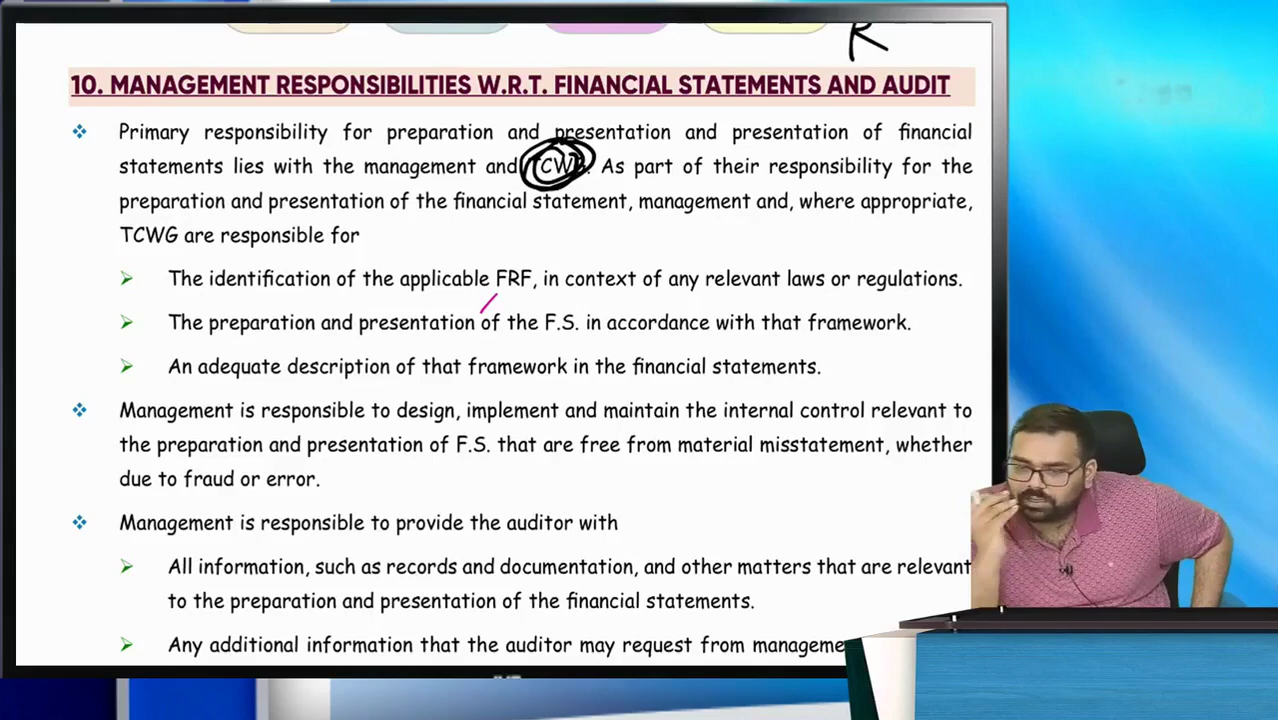 R
10. MANAGEMENT RESPONSIBILITIES W.R.T. FINANCIAL STATEMENTS AND AUDIT
Primary responsibility for preparation and presentation and presentation of financial
statements lies with the management and TCWG. As part of their responsibility for the
preparation and presentation of the financial statement, management and, where appropriate,
TCWG are responsible for
The identification of the applicable FRF, in context of any relevant laws or regulations.
The preparation and presentation of the F.S. in accordance with that framework.
An adequate description of that framework in the financial statements.
Management is responsible to design, implement and maintain the internal control relevant to
the preparation and presentation of F.S. that are free from material misstatement, whether
due to fraud or error.
Management is responsible to provide the auditor with
All information, such as records and documentation, and other matters that are relevant
to the preparation and presentation of the financial statements.
Any additional information that the auditor may request from